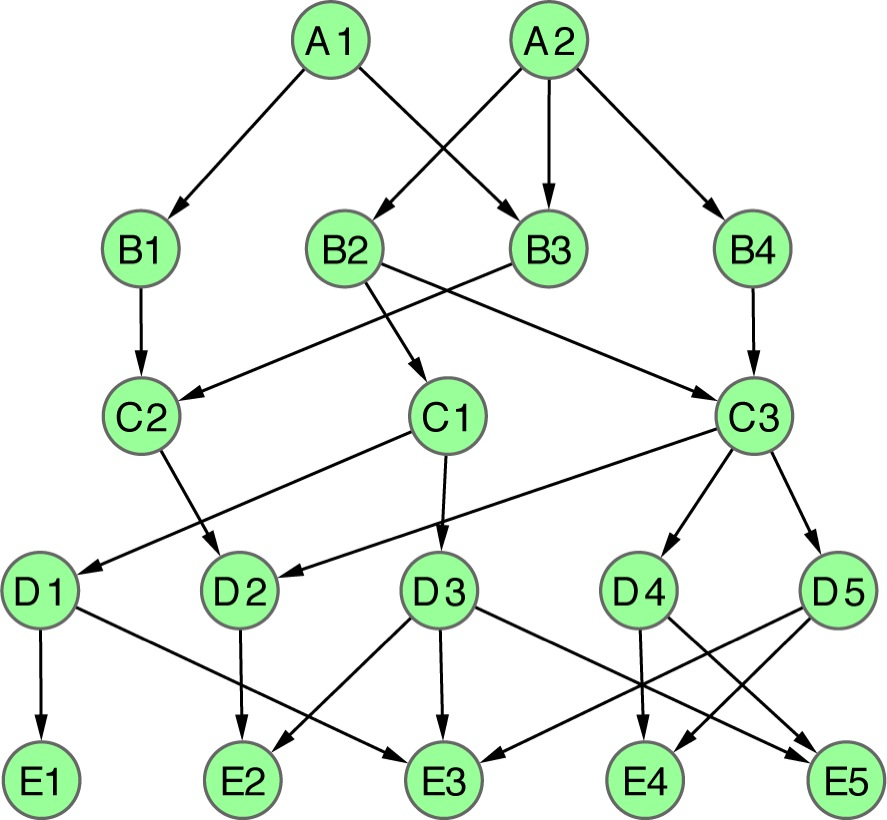 A1 A2
B1 B2 B3 B4
C2 C1 C3
D1 D2 D3 D4 D5
E1 E2 E3 E4 E5